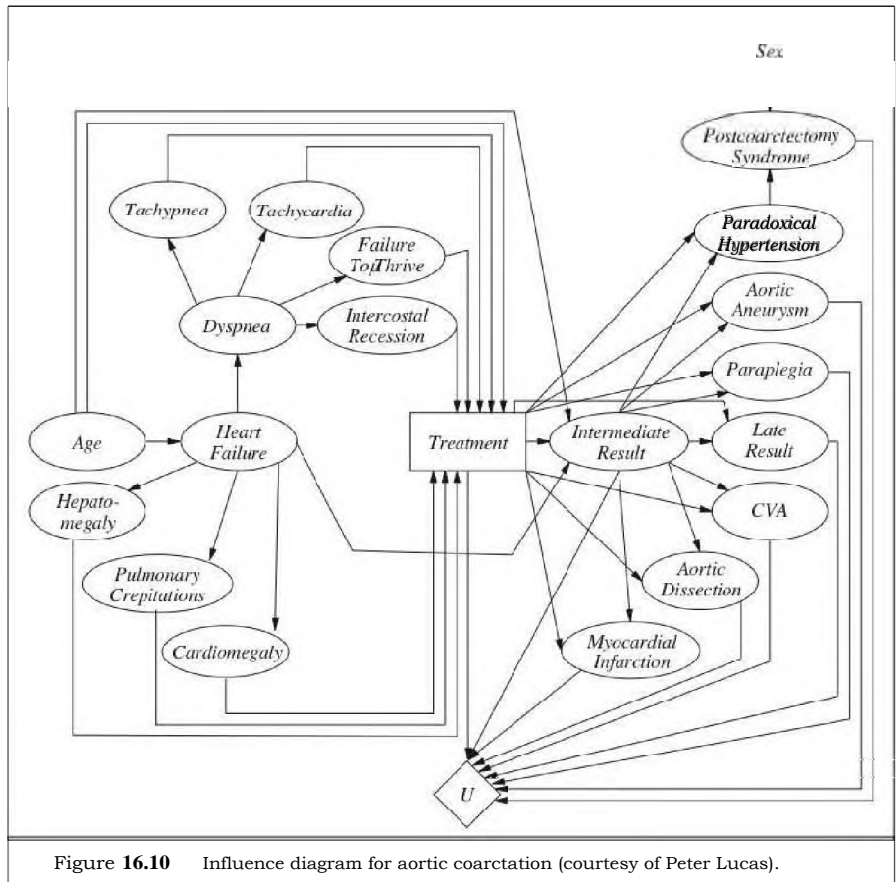 Sex
Postcoarctectomy
Syndrome
Tachypnea
Tachycardia
Paradoxical
Hypertension
Failure
TopThrive
Aortic
Aneurysm
Dyspnea
Intercostal
Recession
Paraplegia
Age
Heart
Failure
Treatment
Intermediate
Result
Late
Result
Hepato-
megaly
CVA
Pulmonary
Crepitations
Aortic
Dissection
Cardiomegaly
Myocardial
Infarction
U
Figure 16.10 Influence diagram for aortic coarctation (courtesy of Peter Lucas).